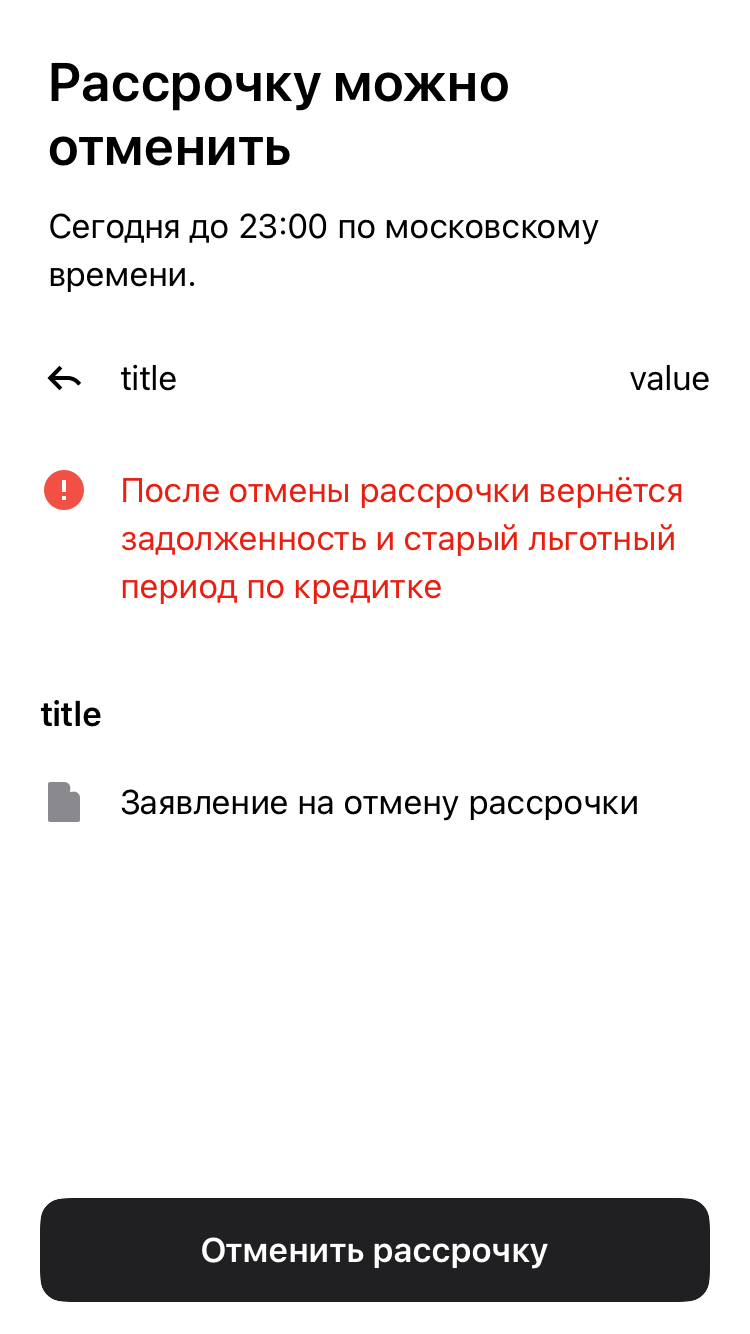 Рассрочку можно
отменить
Сегодня до 23:00 по московскому
времени.
title value
После отмены рассрочки вернётся
задолженность и старый льготный
период по кредитке
title
Заявление на отмену рассрочки
Отменить рассрочку